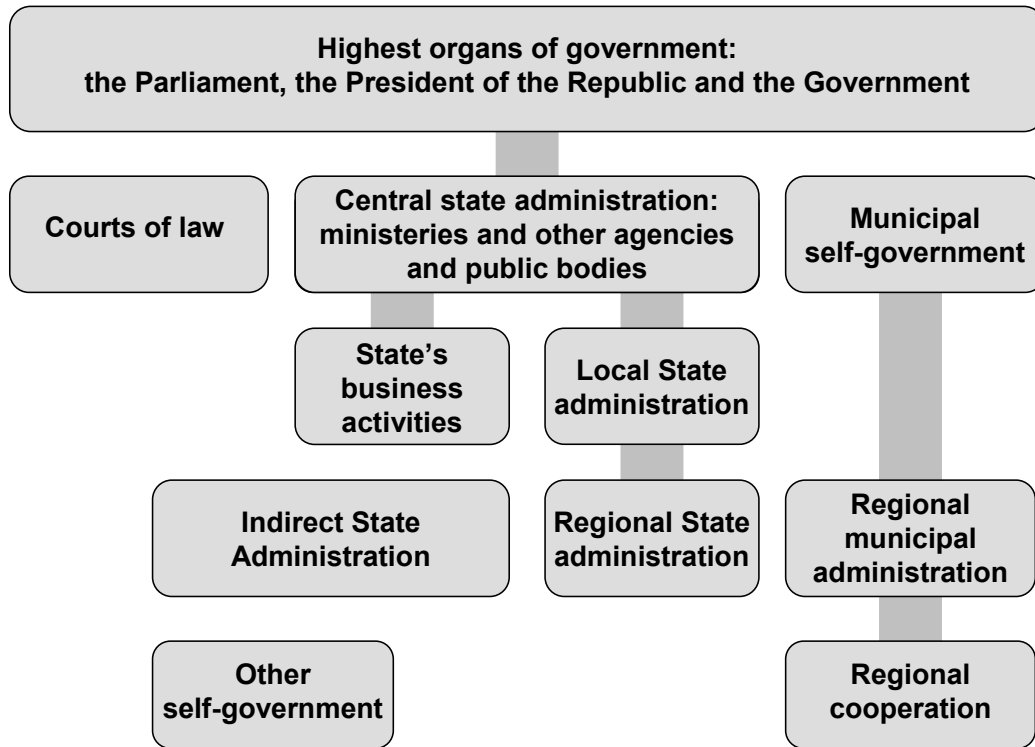 Highest organs of government:
the Parliament, the President of the Republic and the Government
Courts of law
Central state administration:
ministeries and other agencies
and public bodies
Municipal
self-government
State’s
business
activities
Local State
administration
Indirect State
Administration
Regional State
administration
Regional
municipal
administration
Other
self-government
Regional
cooperation